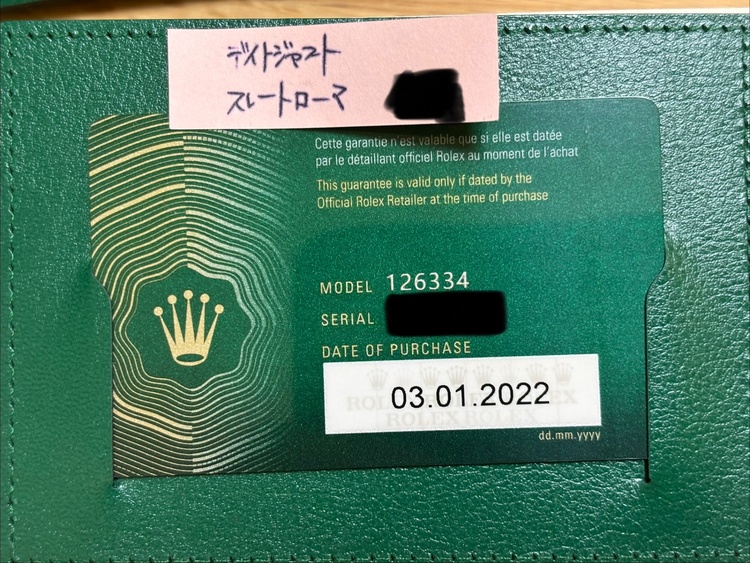 デイトジャスト
スレートローマ
Cette garantie n'est valable que si elle est datée
par le détaillant officiel Rolex au moment de l'achat
This guarantee is valid only if dated by the
Official Rolex Retailer at the time of purchase
MODEL 126334
SERIAL
DATE OF PURCHASE
03.01.2022
ROLEX ROLEX
dd.mm.yyyy